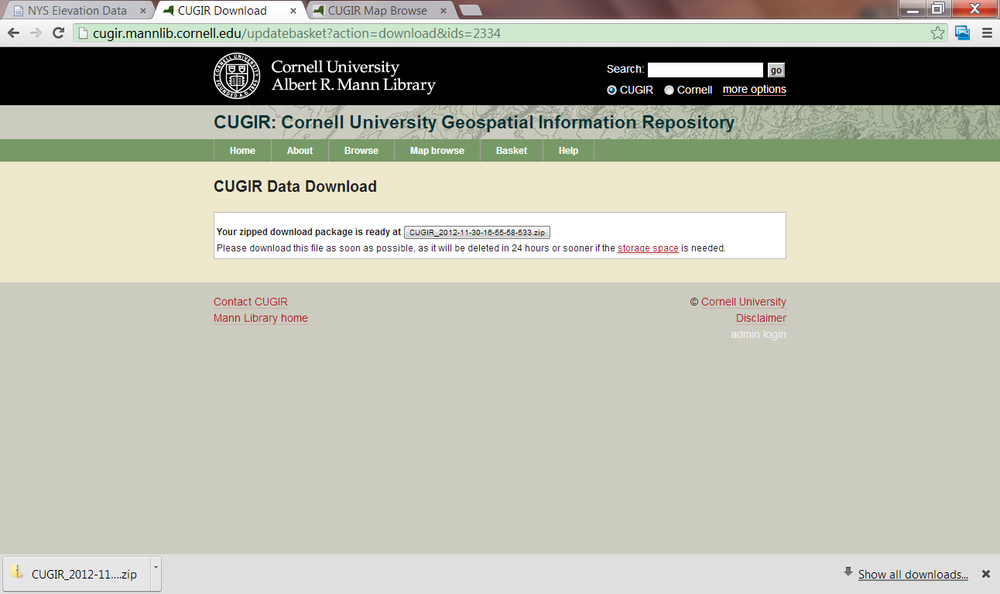 NYS Elevation Data
CUGIR Download
CUGIR Map Browse
cugir.mannlib.cornell.edu/updatebasket?action=download&ids=2334
Cornell University
Albert R. Mann Library
Search: go
CUGIR Cornell more options
CUGIR: Cornell University Geospatial Information Repository
Home About Browse Map browse Basket Help
CUGIR Data Download
Your zipped download package is ready at CUGIR_2012-11-30-16-55-58-533.zip
Please download this file as soon as possible, as it will be deleted in 24 hours or sooner if the storage space is needed.
Contact CUGIR
Mann Library home
© Cornell University
Disclaimer
admin login
CUGIR_2012-11....zip
Show all downloads...